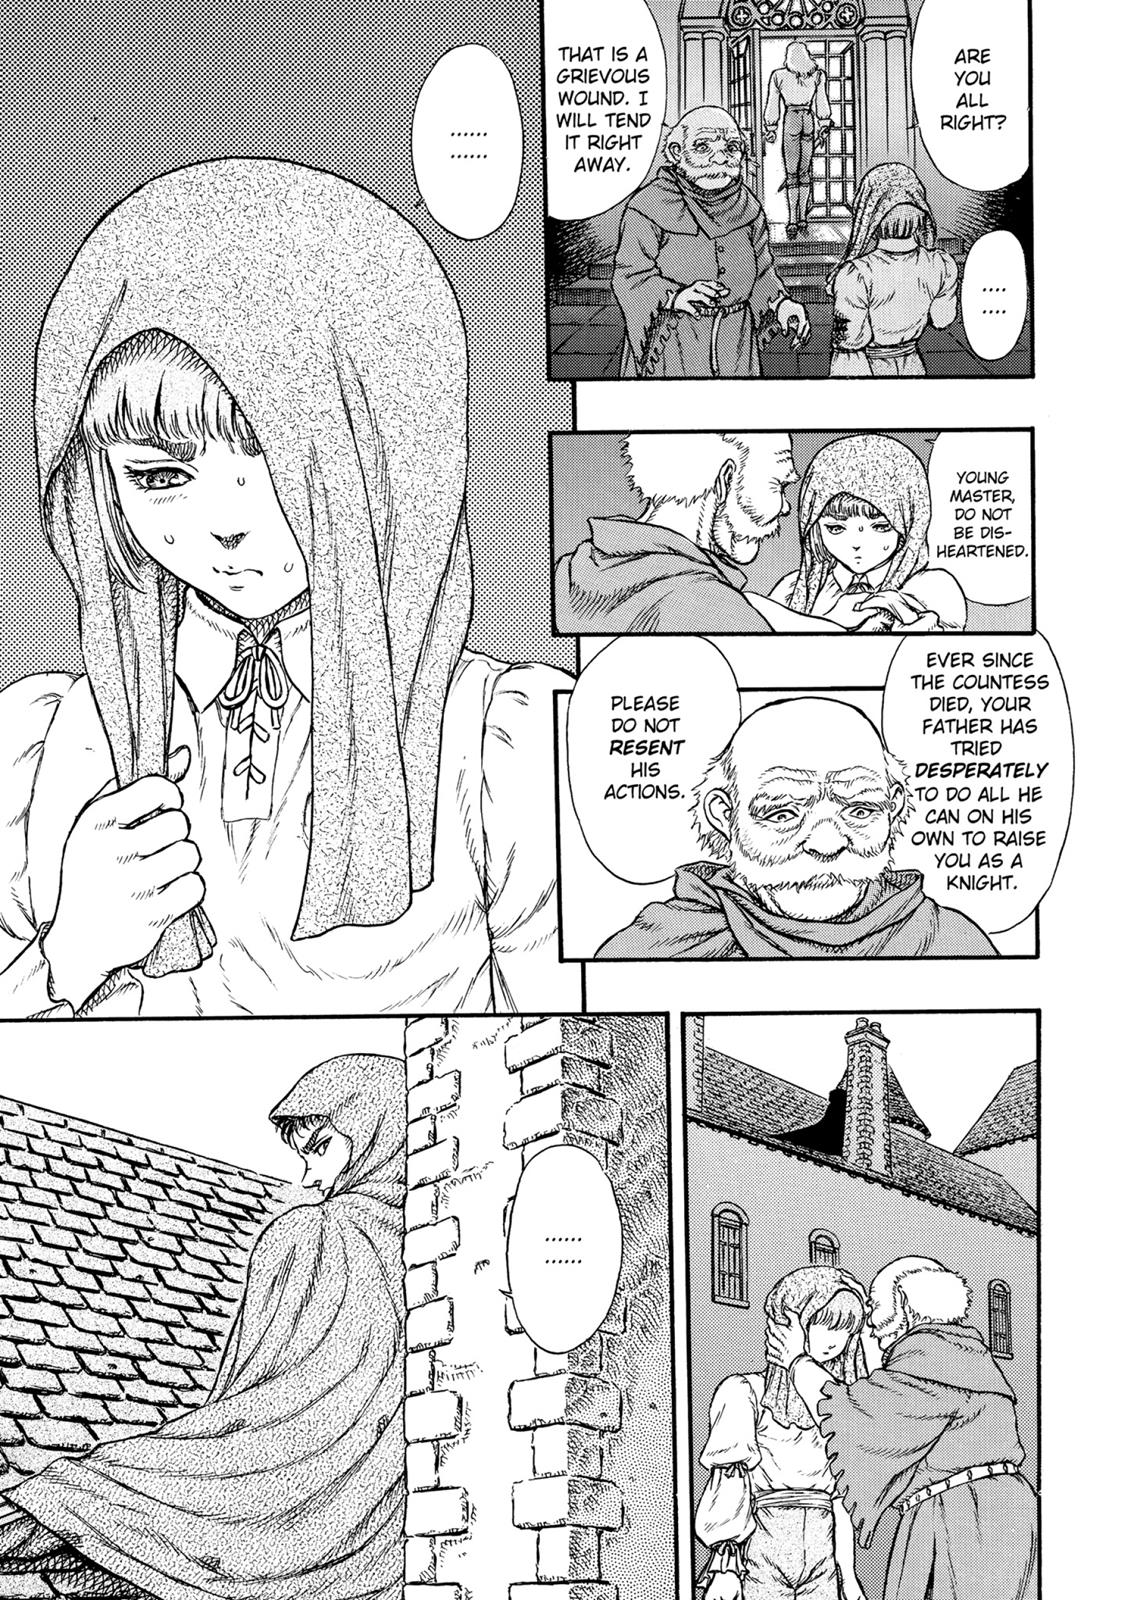 ARE
YOU
ALL
RIGHT?
THAT IS A
GRIEVOUS
WOUND. I
WILL TEND
IT RIGHT
AWAY.
....
....
......
......
YOUNG
MASTER,
DO NOT
BE DIS-
HEARTENED.
EVER SINCE
THE COUNTESS
DIED, YOUR
FATHER HAS
TRIED
DESPERATELY
TO DO ALL HE
CAN ON HIS
OWN TO RAISE
YOU AS A
KNIGHT.
PLEASE
DO NOT
RESENT
HIS
ACTIONS.
......
......